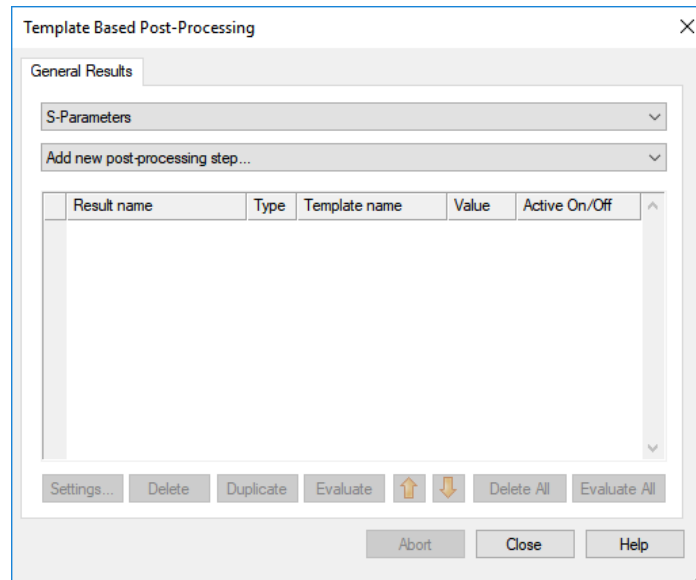 Template Based Post-Processing
General Results
S-Parameters
Add new post-processing step...
Result name Type Template name Value Active On/Off
Settings... Delete Duplicate Evaluate Delete All Evaluate All
Abort Close Help